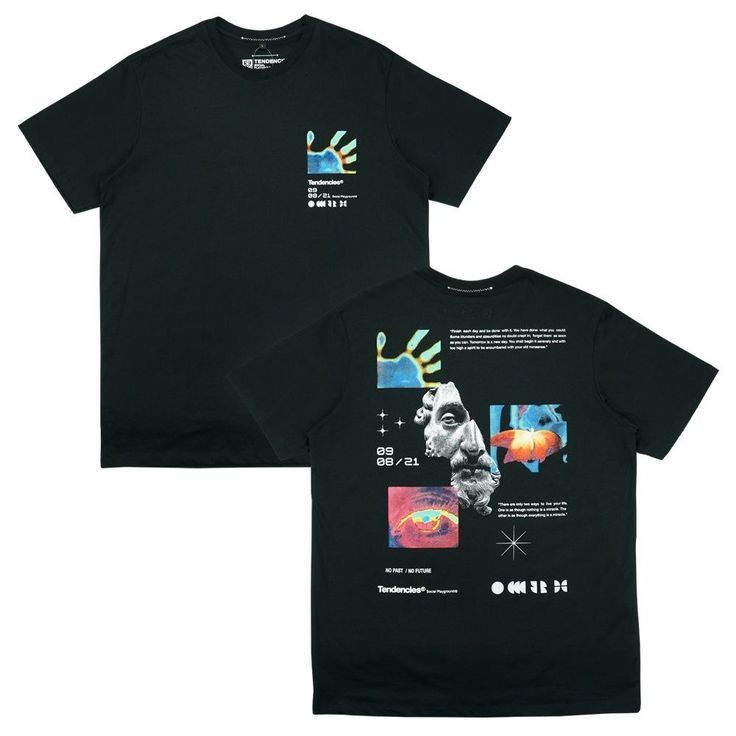 TENDENCIES
SOCIAL
Tendencies®
09
08/21 Social Playgrounds
"Finish each day and be done with it. You have done what you could.
Some blunders and absurdities no doubt crept in, forget them as soon
as you can. Tomorrow is a new day. You shall begin it serenely and with
too high a spirit to be encumbered with your old nonsense."
09
08/21
"There are only two ways to live your life.
One is as though nothing is a miracle. The
other is as though everything is a miracle."
NO PAST / NO FUTURE
Tendencies® Social Playgrounds